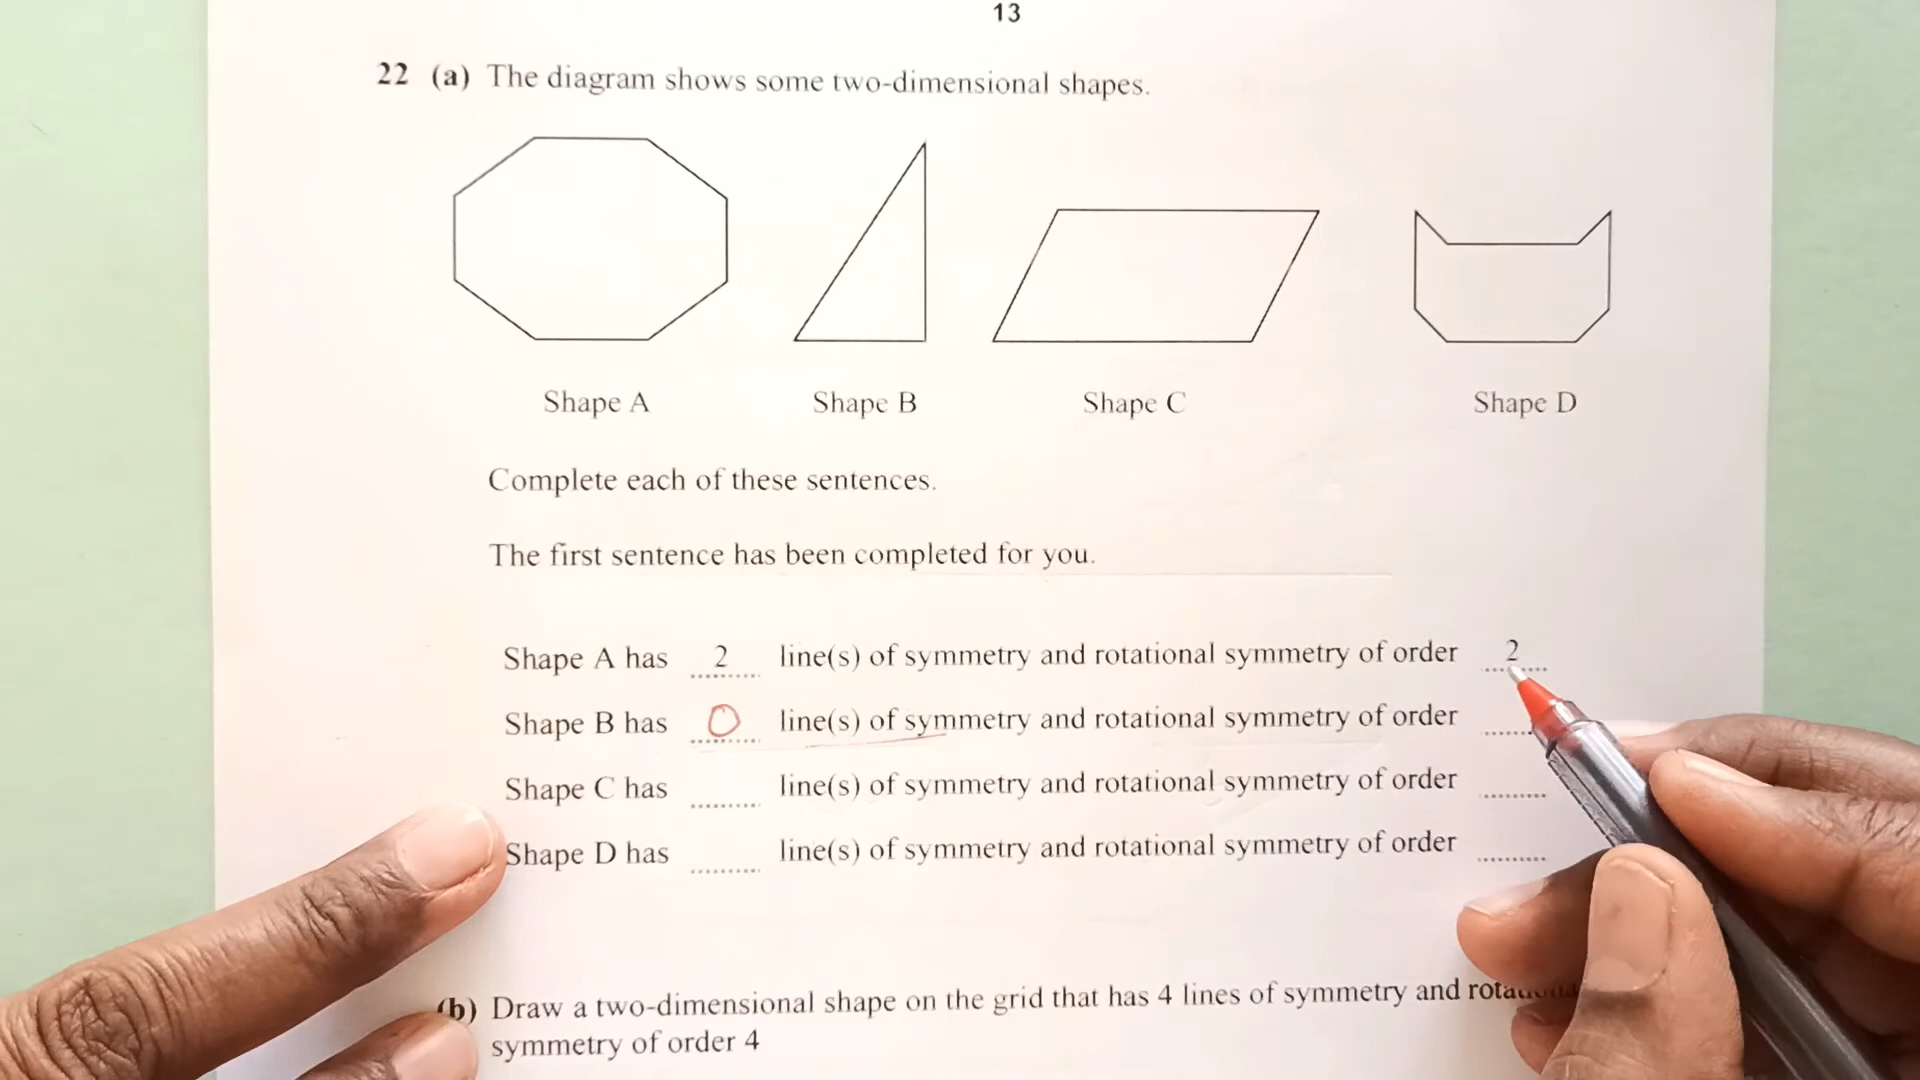 13
22 (a) The diagram shows some two-dimensional shapes.
Shape A Shape B Shape C Shape D
Complete each of these sentences.
The first sentence has been completed for you.
Shape A has 2 line(s) of symmetry and rotational symmetry of order 2
Shape B has 0 line(s) of symmetry and rotational symmetry of order
Shape C has line(s) of symmetry and rotational symmetry of order
Shape D has line(s) of symmetry and rotational symmetry of order
(b) Draw a two-dimensional shape on the grid that has 4 lines of symmetry and
symmetry of order 4